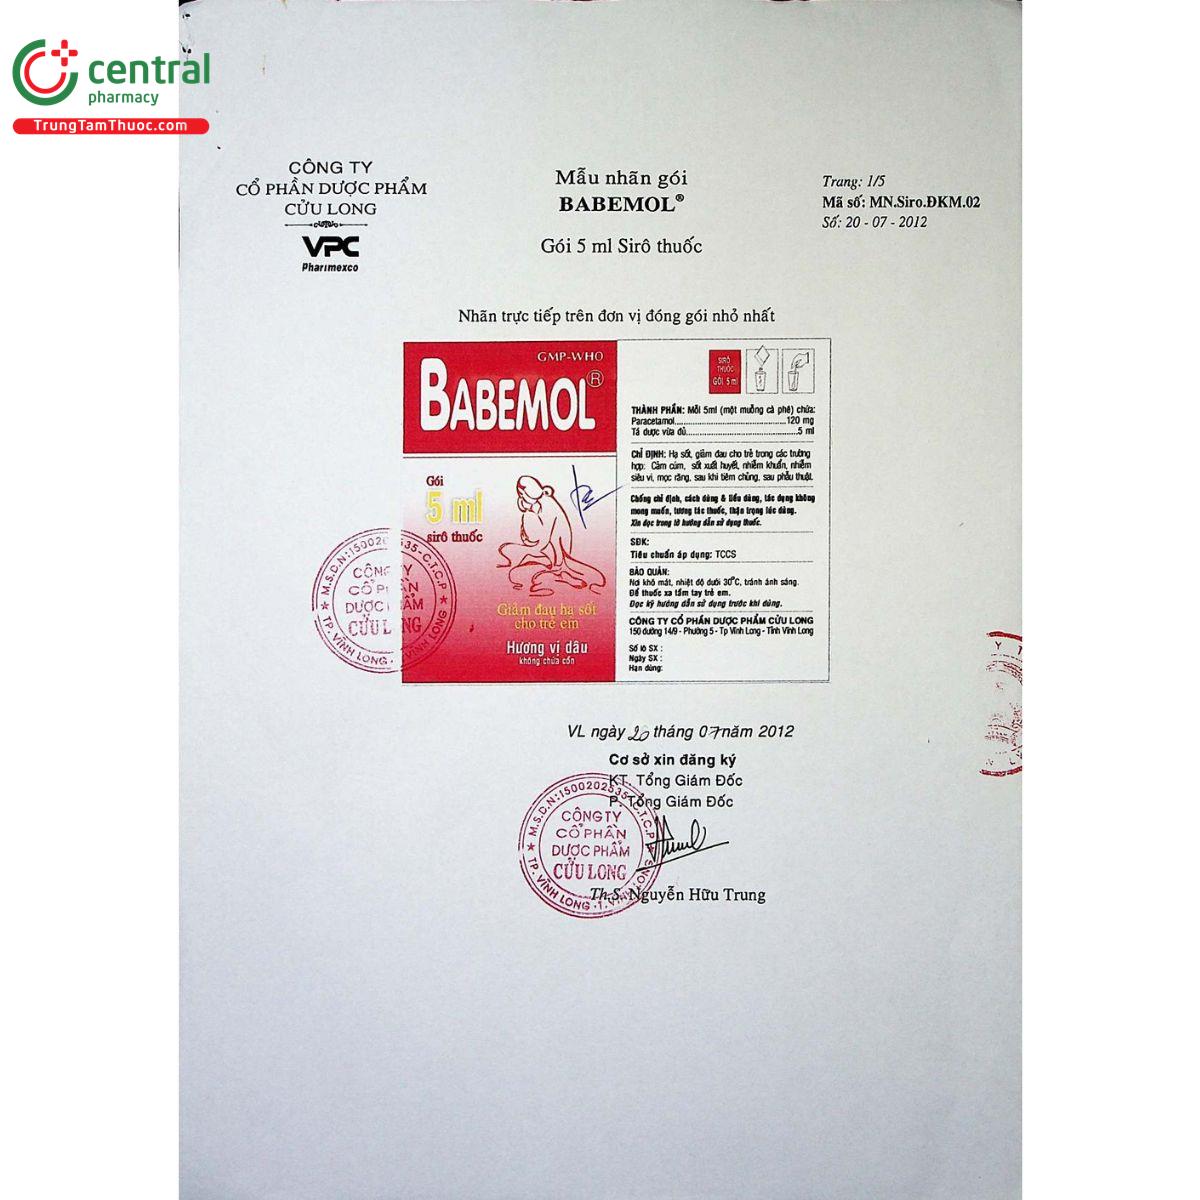 central
pharmacy
TrungTamThuoc.com
CÔNG TY
CỔ PHẦN DƯỢC PHẨM
CỬU LONG
VPC
Pharimexco
Mẫu nhãn gói
BABEMOL®
Gói 5 ml Sirô thuốc
Trang: 1/5
Mã số: MN.Siro.ĐKM.02
Số: 20 - 07 - 2012
Nhãn trực tiếp trên đơn vị đóng gói nhỏ nhất
GMP-WHO
BABEMOL®
Gói
5 ml
sirô thuốc
Giảm đau hạ sốt
cho trẻ em
Hương vị dâu
không chứa cồn
SIRÔ
THUỐC
GÓI 5 ml
THÀNH PHẦN: Mỗi 5ml (một muỗng cà phê) chứa:
Paracetamol..........................................120 mg
Tá dược vừa đủ..........................................5 ml
CHỈ ĐỊNH: Hạ sốt, giảm đau cho trẻ trong các trường
hợp: Cảm cúm, sốt xuất huyết, nhiễm khuẩn, nhiễm
siêu vi, mọc răng, sau khi tiêm chủng, sau phẫu thuật.
Chống chỉ định, cách dùng & liều dùng, tác dụng không
mong muốn, tương tác thuốc, thận trọng lúc dùng.
Xin đọc trong tờ hướng dẫn sử dụng thuốc.
SĐK:
Tiêu chuẩn áp dụng: TCCS
BẢO QUẢN:
Nơi khô mát, nhiệt độ dưới 30°C, tránh ánh sáng.
Để thuốc xa tầm tay trẻ em.
Đọc kỹ hướng dẫn sử dụng trước khi dùng.
CÔNG TY CỔ PHẦN DƯỢC PHẨM CỬU LONG
150 đường 14/9 - Phường 5 - Tp Vĩnh Long - Tỉnh Vĩnh Long
Số lô SX :
Ngày SX :
Hạn dùng:
VL ngày 20 tháng 07 năm 2012
Cơ sở xin đăng ký
KT. Tổng Giám Đốc
P. Tổng Giám Đốc
M.S.D.N:1500202535-C.T.C.P
CÔNG TY
CỔ PHẦN
DƯỢC PHẨM
CỬU LONG
TP. VĨNH LONG - T. VĨNH LONG
Th.S. Nguyễn Hữu Trung